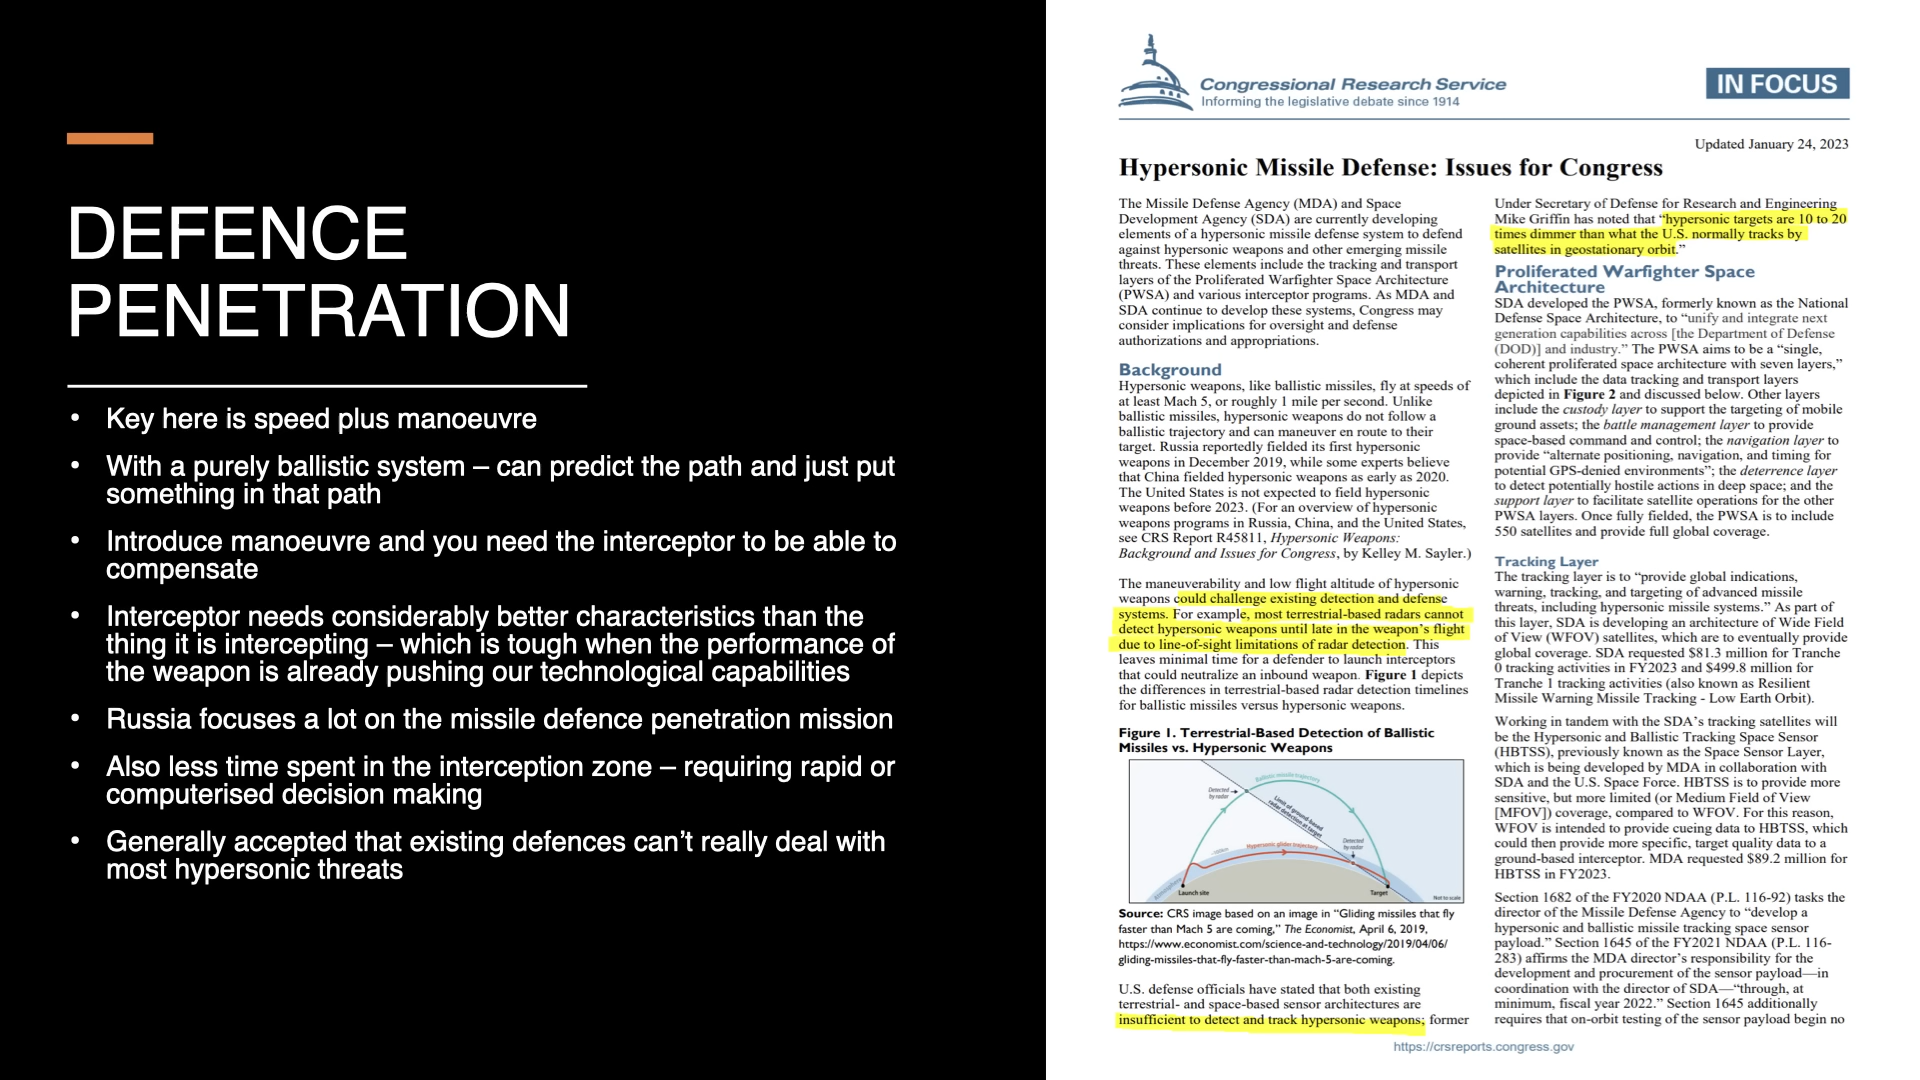 DEFENCE
PENETRATION
• Key here is speed plus manoeuvre
• With a purely ballistic system – can predict the path and just put
something in that path
• Introduce manoeuvre and you need the interceptor to be able to
compensate
• Interceptor needs considerably better characteristics than the
thing it is intercepting – which is tough when the performance of
the weapon is already pushing our technological capabilities
• Russia focuses a lot on the missile defence penetration mission
• Also less time spent in the interception zone – requiring rapid or
computerised decision making
• Generally accepted that existing defences can’t really deal with
most hypersonic threats
Congressional Research Service
Informing the legislative debate since 1914
IN FOCUS
Updated January 24, 2023
Hypersonic Missile Defense: Issues for Congress
The Missile Defense Agency (MDA) and Space
Development Agency (SDA) are currently developing
elements of a hypersonic missile defense system to defend
against hypersonic weapons and other emerging missile
threats. These elements include the tracking and transport
layers of the Proliferated Warfighter Space Architecture
(PWSA) and various interceptor programs. As MDA and
SDA continue to develop these systems, Congress may
consider implications for oversight and defense
authorizations and appropriations.
Background
Hypersonic weapons, like ballistic missiles, fly at speeds of
at least Mach 5, or roughly 1 mile per second. Unlike
ballistic missiles, hypersonic weapons do not follow a
ballistic trajectory and can maneuver en route to their
target. Russia reportedly fielded its first hypersonic
weapons in December 2019, while some experts believe
that China fielded hypersonic weapons as early as 2020.
The United States is not expected to field hypersonic
weapons before 2023. (For an overview of hypersonic
weapons programs in Russia, China, and the United States,
see CRS Report R45811, Hypersonic Weapons:
Background and Issues for Congress, by Kelley M. Sayler.)
The maneuverability and low flight altitude of hypersonic
weapons could challenge existing detection and defense
systems. For example, most terrestrial-based radars cannot
detect hypersonic weapons until late in the weapon’s flight
due to line-of-sight limitations of radar detection. This
leaves minimal time for a defender to launch interceptors
that could neutralize an inbound weapon. Figure 1 depicts
the differences in terrestrial-based radar detection timelines
for ballistic missiles versus hypersonic weapons.
Figure 1. Terrestrial-Based Detection of Ballistic
Missiles vs. Hypersonic Weapons
Ballistic missile trajectory
Detected
by radar
Limit of ground-based
radar detection at target
Detected
by radar
Hypersonic glider trajectory
~100km
Atmosphere
Launch site
Target
Not to scale
Source: CRS image based on an image in “Gliding missiles that fly
faster than Mach 5 are coming,” The Economist, April 6, 2019,
https://www.economist.com/science-and-technology/2019/04/06/
gliding-missiles-that-fly-faster-than-mach-5-are-coming.
U.S. defense officials have stated that both existing
terrestrial- and space-based sensor architectures are
insufficient to detect and track hypersonic weapons; former
Under Secretary of Defense for Research and Engineering
Mike Griffin has noted that “hypersonic targets are 10 to 20
times dimmer than what the U.S. normally tracks by
satellites in geostationary orbit.”
Proliferated Warfighter Space
Architecture
SDA developed the PWSA, formerly known as the National
Defense Space Architecture, to “unify and integrate next
generation capabilities across [the Department of Defense
(DOD)] and industry.” The PWSA aims to be a “single,
coherent proliferated space architecture with seven layers,”
which include the data tracking and transport layers
depicted in Figure 2 and discussed below. Other layers
include the custody layer to support the targeting of mobile
ground assets; the battle management layer to provide
space-based command and control; the navigation layer to
provide “alternate positioning, navigation, and timing for
potential GPS-denied environments”; the deterrence layer
to detect potentially hostile actions in deep space; and the
support layer to facilitate satellite operations for the other
PWSA layers. Once fully fielded, the PWSA is to include
550 satellites and provide full global coverage.
Tracking Layer
The tracking layer is to “provide global indications,
warning, tracking, and targeting of advanced missile
threats, including hypersonic missile systems.” As part of
this layer, SDA is developing an architecture of Wide Field
of View (WFOV) satellites, which are to eventually provide
global coverage. SDA requested $81.3 million for Tranche
0 tracking activities in FY2023 and $499.8 million for
Tranche 1 tracking activities (also known as Resilient
Missile Warning Missile Tracking - Low Earth Orbit).
Working in tandem with the SDA’s tracking satellites will
be the Hypersonic and Ballistic Tracking Space Sensor
(HBTSS), previously known as the Space Sensor Layer,
which is being developed by MDA in collaboration with
SDA and the U.S. Space Force. HBTSS is to provide more
sensitive, but more limited (or Medium Field of View
[MFOV]) coverage, compared to WFOV. For this reason,
WFOV is intended to provide cueing data to HBTSS, which
could then provide more specific, target quality data to a
ground-based interceptor. MDA requested $89.2 million for
HBTSS in FY2023.
Section 1682 of the FY2020 NDAA (P.L. 116-92) tasks the
director of the Missile Defense Agency to “develop a
hypersonic and ballistic missile tracking space sensor
payload.” Section 1645 of the FY2021 NDAA (P.L. 116-
283) affirms the MDA director’s responsibility for the
development and procurement of the sensor payload—in
coordination with the director of SDA—“through, at
minimum, fiscal year 2022.” Section 1645 additionally
requires that on-orbit testing of the sensor payload begin no
https://crsreports.congress.gov